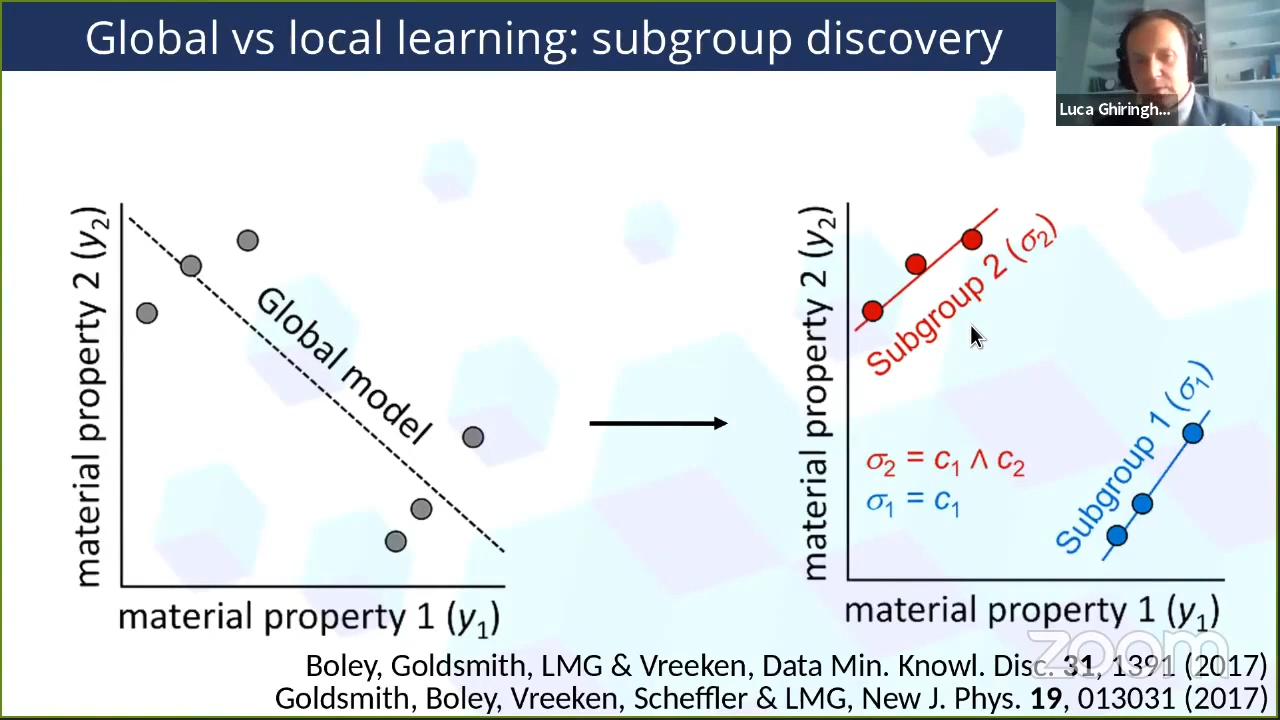 Global vs local learning: subgroup discovery
Luca Ghiringh...
material property 2 (y₂)
Global model
material property 1 (y₁)
material property 2 (y₂)
Subgroup 2 (σ₂)
σ₂ = c₁ ∧ c₂
σ₁ = c₁
Subgroup 1 (σ₁)
material property 1 (y₁)
zoom
Boley, Goldsmith, LMG & Vreeken, Data Min. Knowl. Disc. 31, 1391 (2017)
Goldsmith, Boley, Vreeken, Scheffler & LMG, New J. Phys. 19, 013031 (2017)